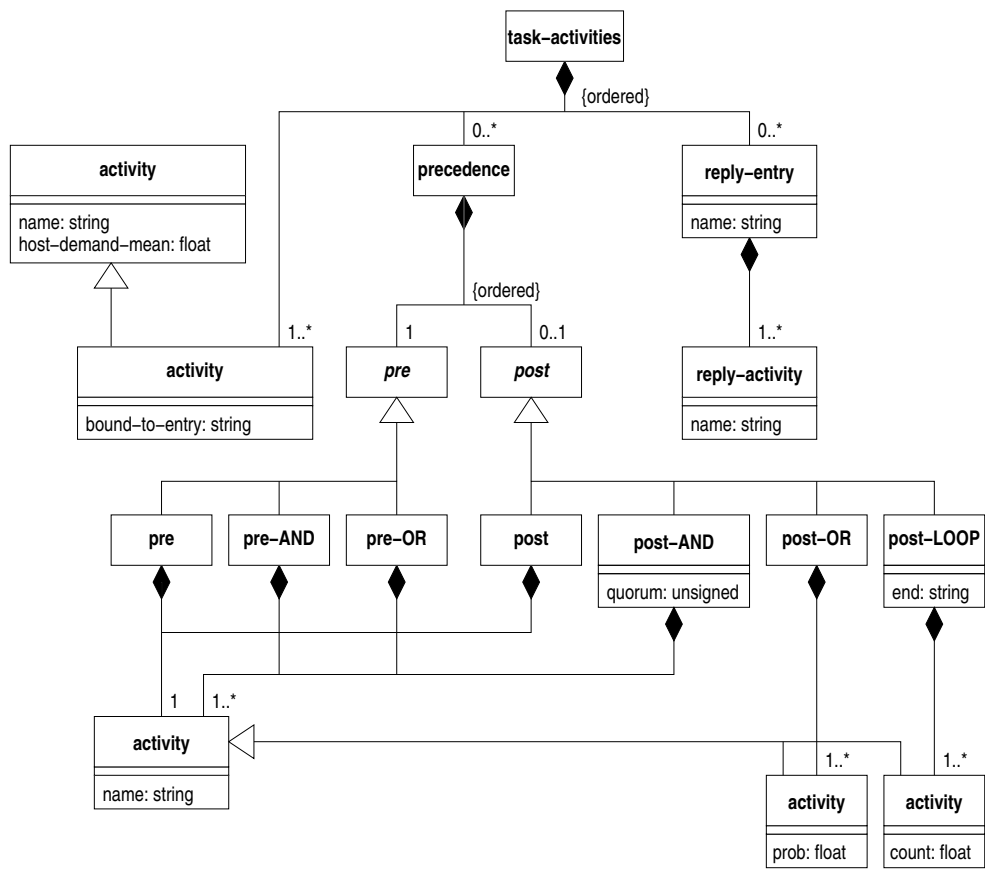 task−activities
{ordered}
0..*
0..*
activity
precedence
reply−entry
name: string
host−demand−mean: float
name: string
{ordered}
1..*
1
0..1
1..*
activity
pre
post
reply−activity
bound−to−entry: string
name: string
pre
pre−AND
pre−OR
post
post−AND
post−OR
post−LOOP
quorum: unsigned
end: string
1
1..*
activity
1..*
1..*
name: string
activity
activity
prob: float
count: float